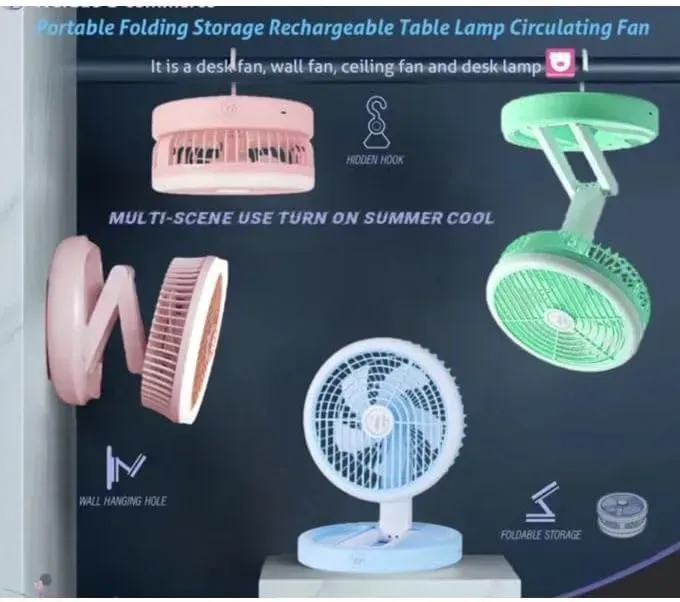 Portable Folding Storage Rechargeable Table Lamp Circulating Fan
It is a desk fan, wall fan, ceiling fan and desk lamp
HIDDEN HOOK
MULTI-SCENE USE TURN ON SUMMER COOL
WALL HANGING HOLE
FOLDABLE STORAGE